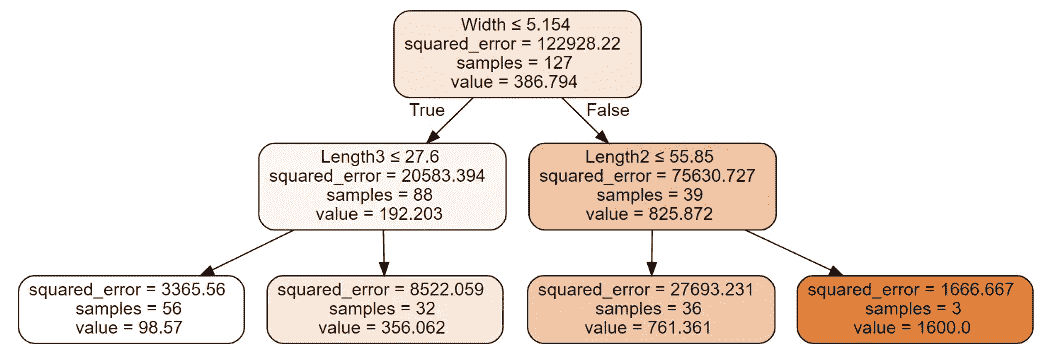 Width ≤ 5.154
squared_error = 122928.22
samples = 127
value = 386.794
True
False
Length3 ≤ 27.6
squared_error = 20583.394
samples = 88
value = 192.203
Length2 ≤ 55.85
squared_error = 75630.727
samples = 39
value = 825.872
squared_error = 3365.56
samples = 56
value = 98.57
squared_error = 8522.059
samples = 32
value = 356.062
squared_error = 27693.231
samples = 36
value = 761.361
squared_error = 1666.667
samples = 3
value = 1600.0